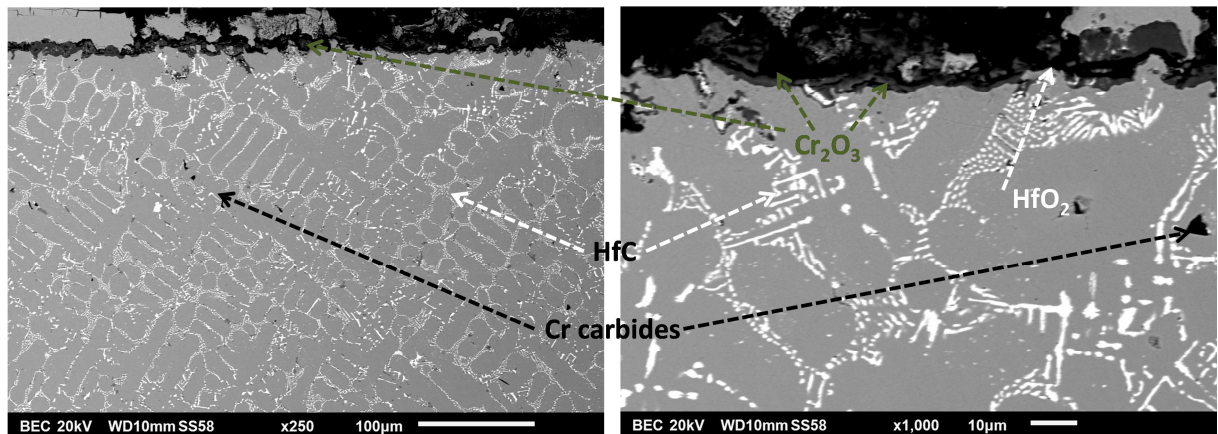 Cr₂O₃
HfO₂
HfC
Cr carbides
BEC 20kV WD10mm SS58 x250 100µm
BEC 20kV WD10mm SS58 x1,000 10µm